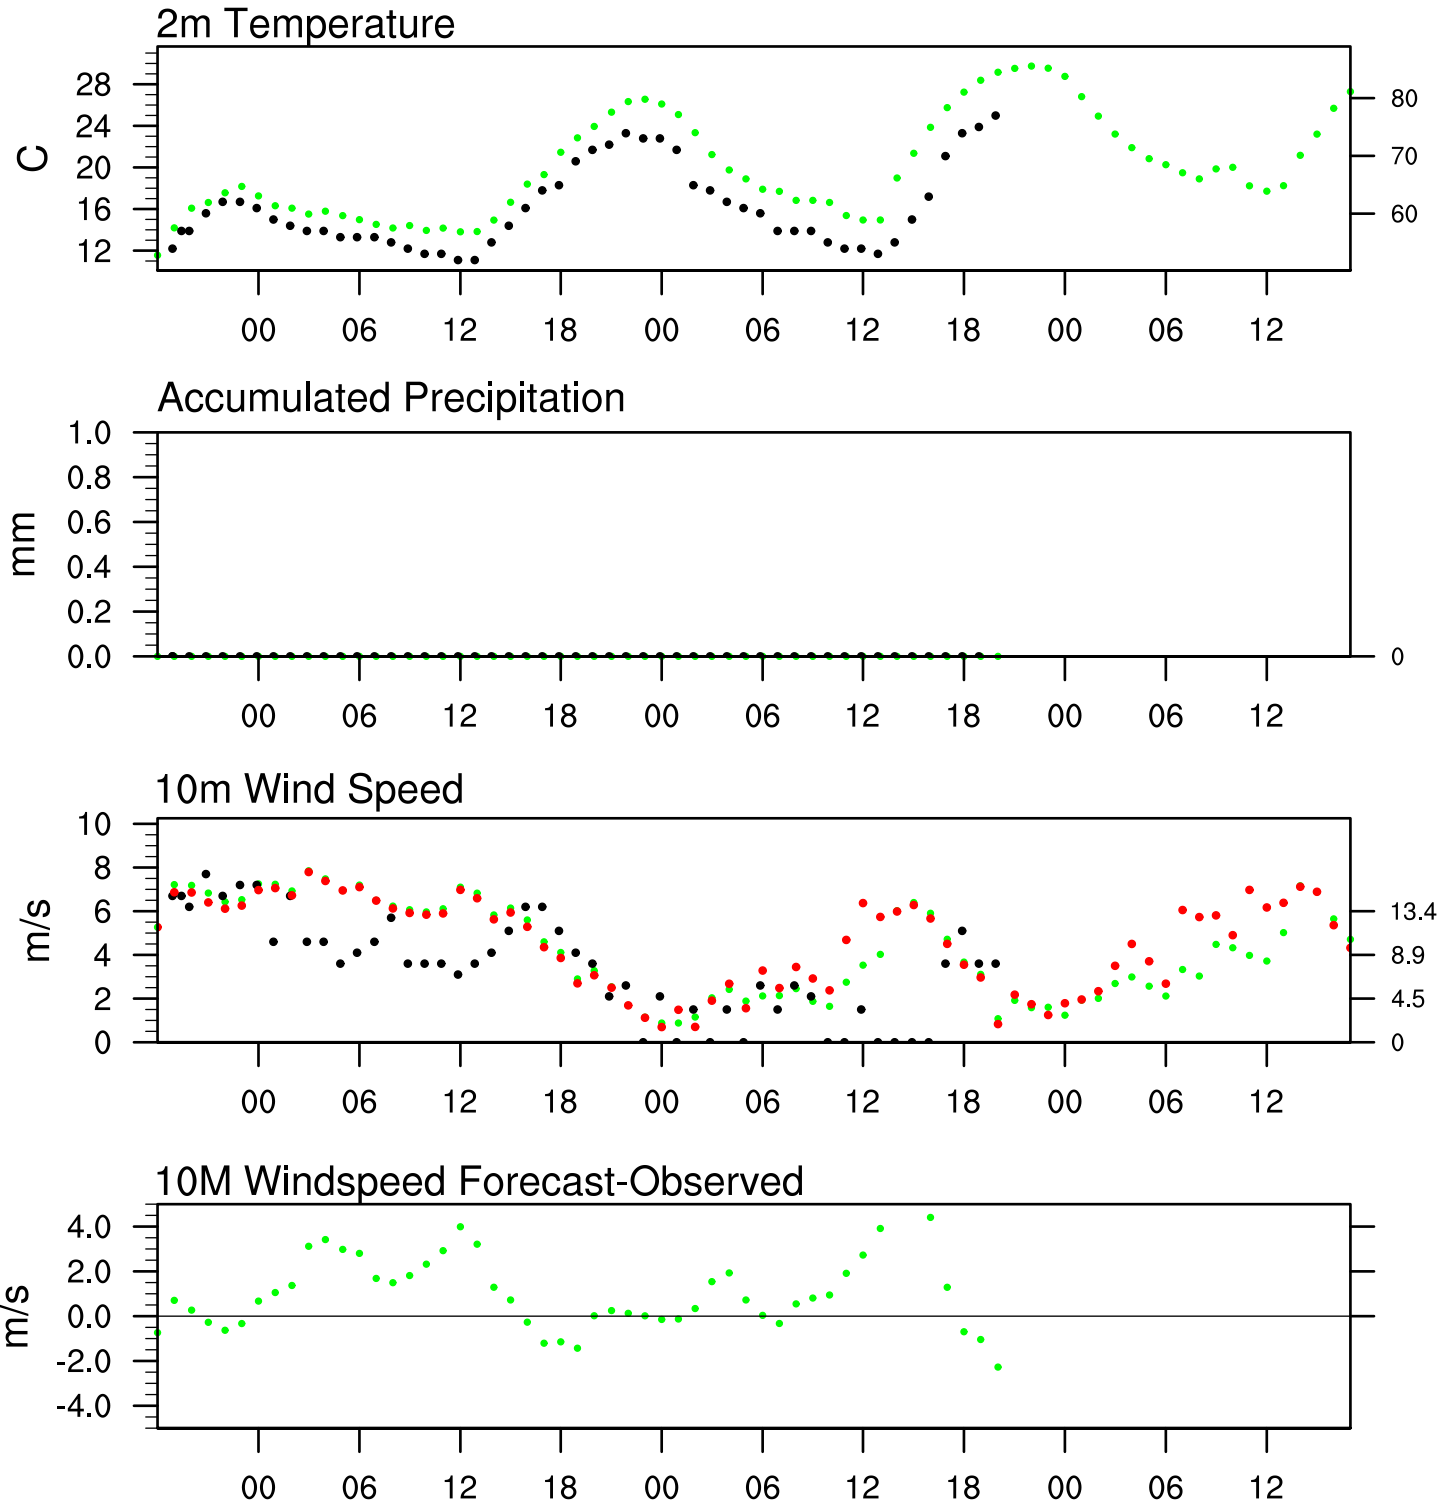 2m Temperature
28
24
20
16
12
C
80
70
60
00 06 12 18 00 06 12 18 00 06 12
Accumulated Precipitation
1.0
0.8
0.6
0.4
0.2
0.0
mm
0
00 06 12 18 00 06 12 18 00 06 12
10m Wind Speed
10
8
6
4
2
0
m/s
13.4
8.9
4.5
0
00 06 12 18 00 06 12 18 00 06 12
10M Windspeed Forecast-Observed
4.0
2.0
0.0
-2.0
-4.0
m/s
00 06 12 18 00 06 12 18 00 06 12